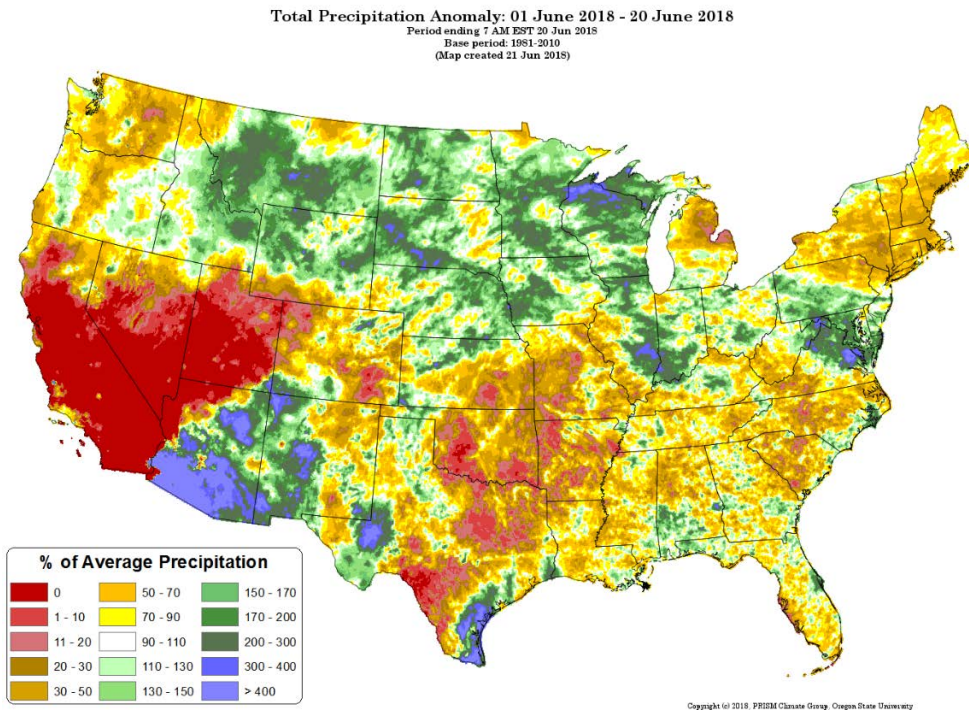 Total Precipitation Anomaly: 01 June 2018 - 20 June 2018
Period ending 7 AM EST 20 Jun 2018
Base period: 1981-2010
(Map created 21 Jun 2018)
% of Average Precipitation
0
1 - 10
11 - 20
20 - 30
30 - 50
50 - 70
70 - 90
90 - 110
110 - 130
130 - 150
150 - 170
170 - 200
200 - 300
300 - 400
> 400
Copyright (c) 2018, PRISM Climate Group, Oregon State University